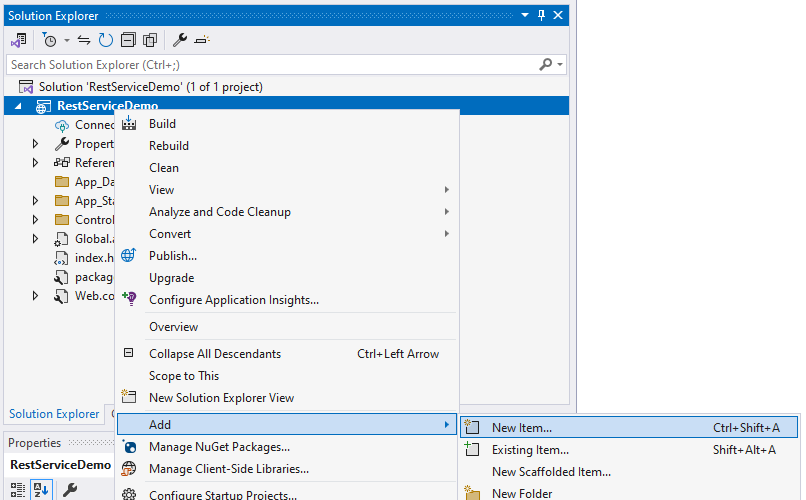 Solution Explorer
Search Solution Explorer (Ctrl+;)
Solution 'RestServiceDemo' (1 of 1 project)
RestServiceDemo
Connec
Propert
Referen
App_Da
App_Sta
Control
Global.a
index.h
packag
Web.co
Build
Rebuild
Clean
View
Analyze and Code Cleanup
Convert
Publish...
Upgrade
Configure Application Insights...
Overview
Collapse All Descendants Ctrl+Left Arrow
Scope to This
New Solution Explorer View
Add
Manage NuGet Packages...
Manage Client-Side Libraries...
Configure Startup Projects...
New Item... Ctrl+Shift+A
Existing Item... Shift+Alt+A
New Scaffolded Item...
New Folder
Solution Explorer
Properties
RestServiceDemo